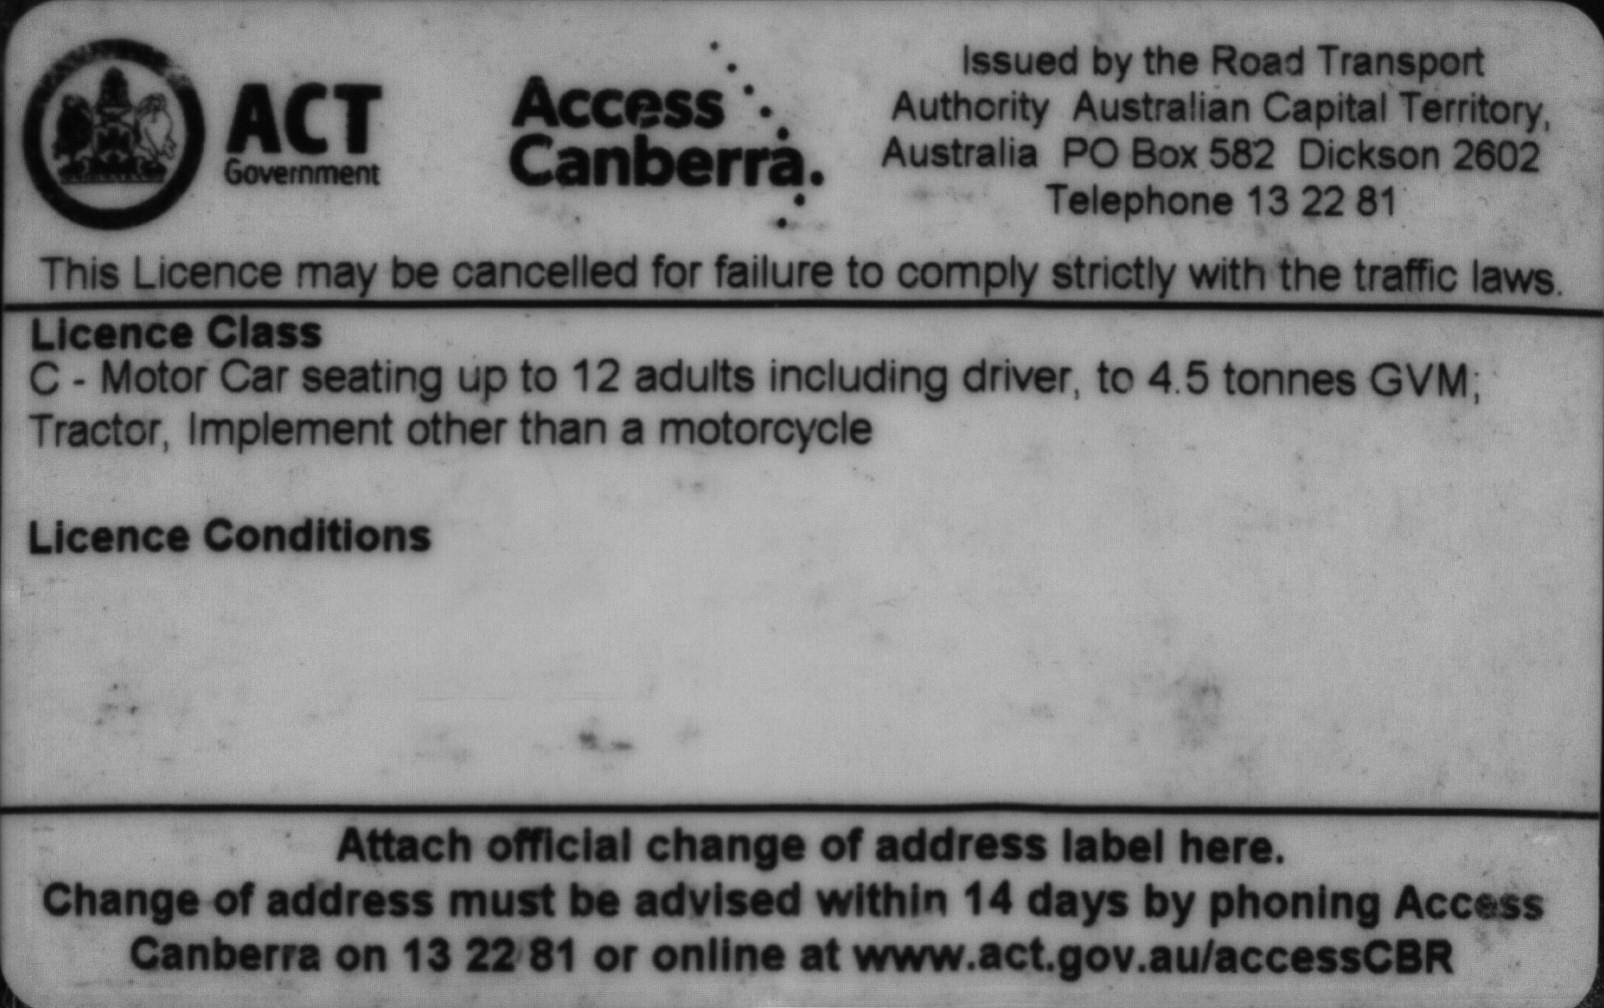 ACT
Government
Access
Canberra.
Issued by the Road Transport
Authority Australian Capital Territory,
Australia PO Box 582 Dickson 2602
Telephone 13 22 81
This Licence may be cancelled for failure to comply strictly with the traffic laws.
Licence Class
C - Motor Car seating up to 12 adults including driver, to 4.5 tonnes GVM;
Tractor, Implement other than a motorcycle
Licence Conditions
Attach official change of address label here.
Change of address must be advised within 14 days by phoning Access
Canberra on 13 22 81 or online at www.act.gov.au/accessCBR